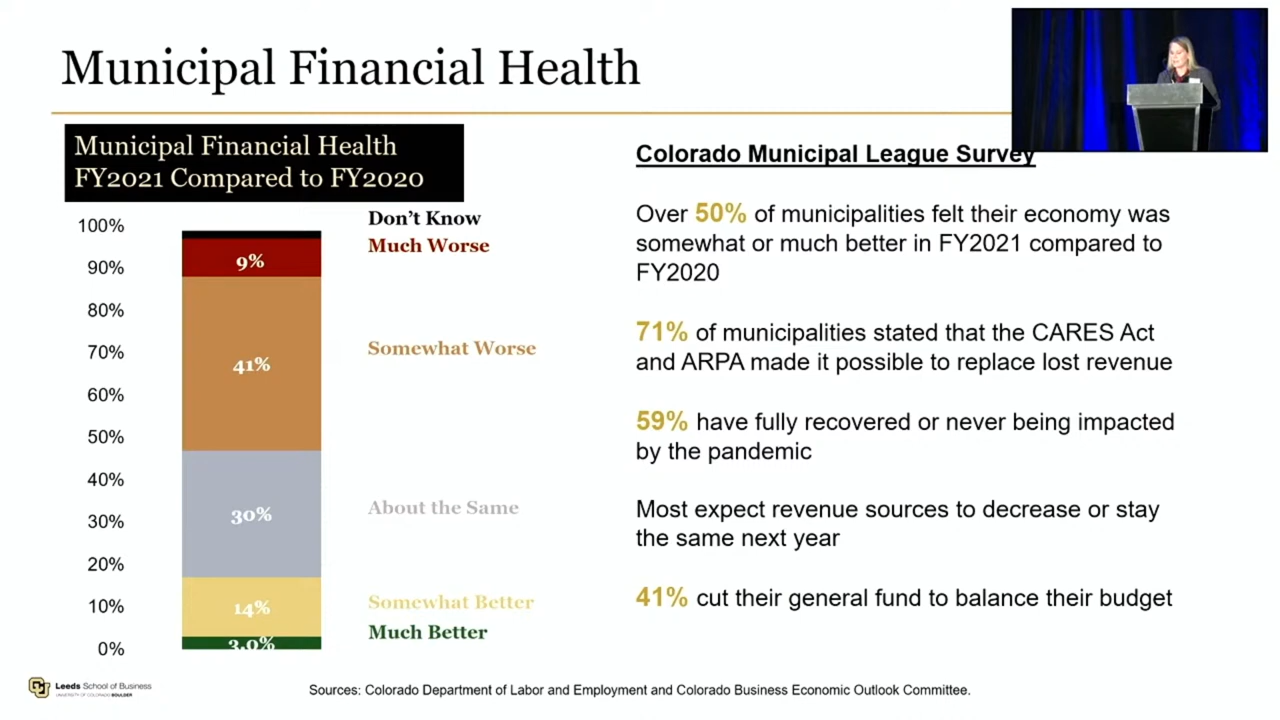 Municipal Financial Health
Municipal Financial Health
FY2021 Compared to FY2020
100%
90%
80%
70%
60%
50%
40%
30%
20%
10%
0%
9%
41%
30%
14%
3.0%
Don't Know
Much Worse
Somewhat Worse
About the Same
Somewhat Better
Much Better
Colorado Municipal League Survey
Over 50% of municipalities felt their economy was
somewhat or much better in FY2021 compared to
FY2020
71% of municipalities stated that the CARES Act
and ARPA made it possible to replace lost revenue
59% have fully recovered or never being impacted
by the pandemic
Most expect revenue sources to decrease or stay
the same next year
41% cut their general fund to balance their budget
Leeds School of Business
UNIVERSITY OF COLORADO BOULDER
Sources: Colorado Department of Labor and Employment and Colorado Business Economic Outlook Committee.